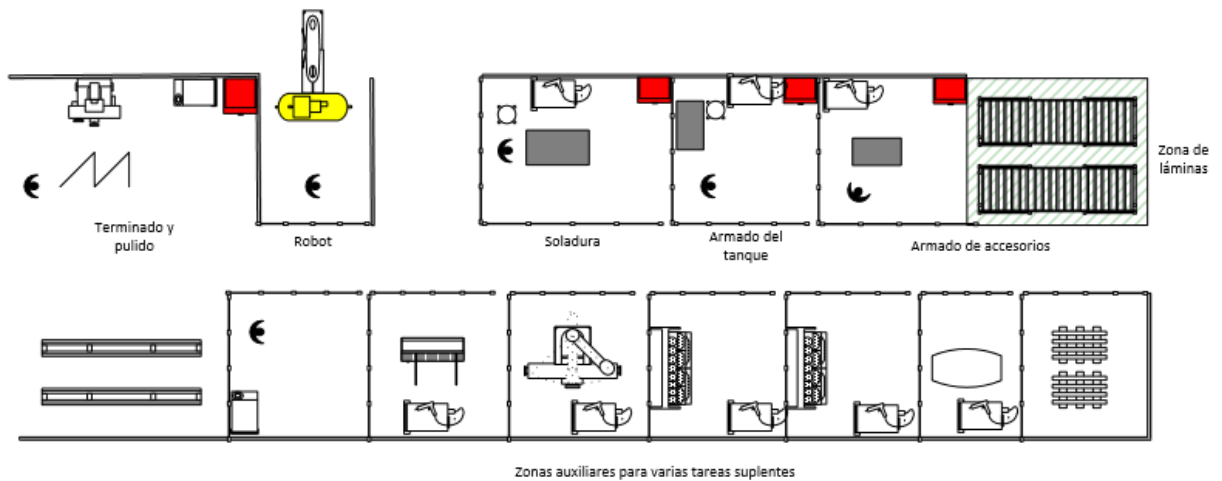 Zona de
láminas
Terminado y
pulido
Robot
Soladura
Armado del
tanque
Armado de accesorios
Zonas auxiliares para varias tareas suplentes